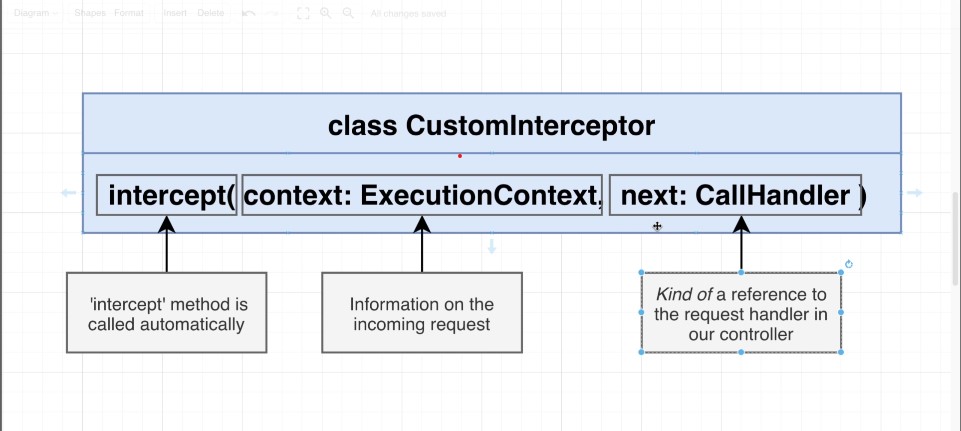 Diagram Shapes Format Insert Delete All changes saved
class CustomInterceptor
intercept( context: ExecutionContext, next: CallHandler )
'intercept' method is
called automatically
Information on the
incoming request
Kind of a reference to
the request handler in
our controller